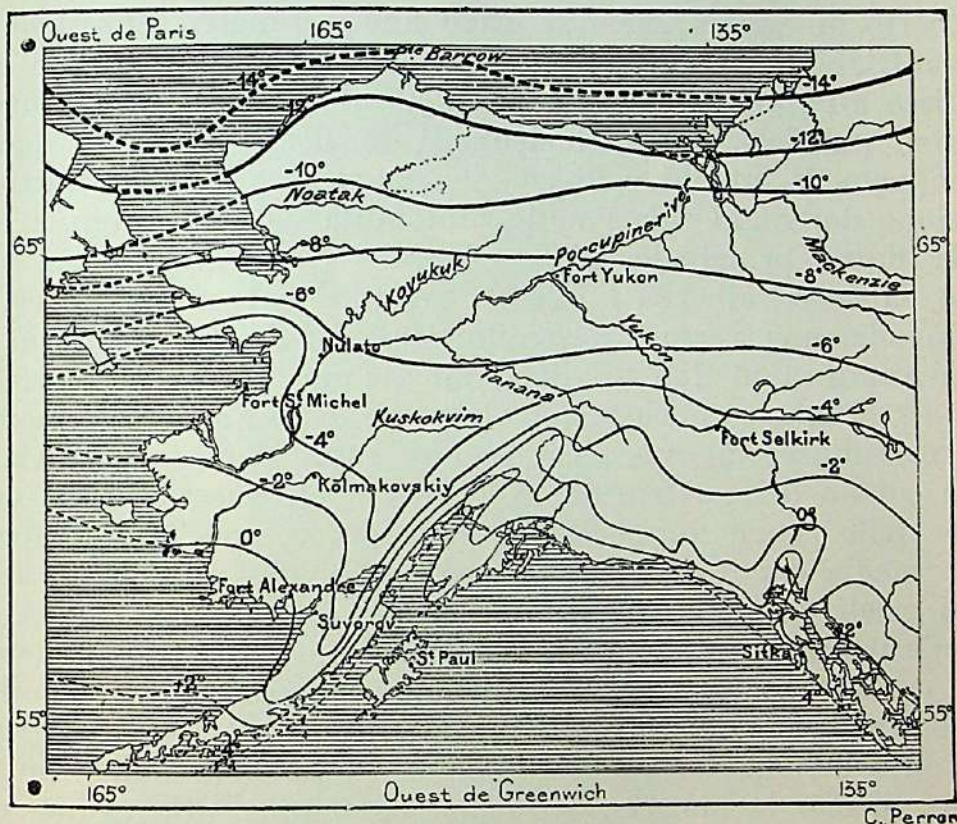 Ouest de Paris
165°
135°
Pte. Barrow
-14°
-14°
-12°
-12°
-10°
-10°
Noatak
65°
65°
-8°
Porcupine river
Mackenzie
Koyukuk
Fort Yukon
-8°
-6°
Nulato
Yukon
-6°
Tanana
Fort St Michel
Kuskokvim
-4°
-4°
Fort Selkirk
-2°
Kolmakovskiy
-2°
0°
0°
Fort Alexandre
Suvorov
St Paul
+2°
Sitka
+2°
4°
55°
55°
+4°
165°
Ouest de Greenwich
135°
C. Perron